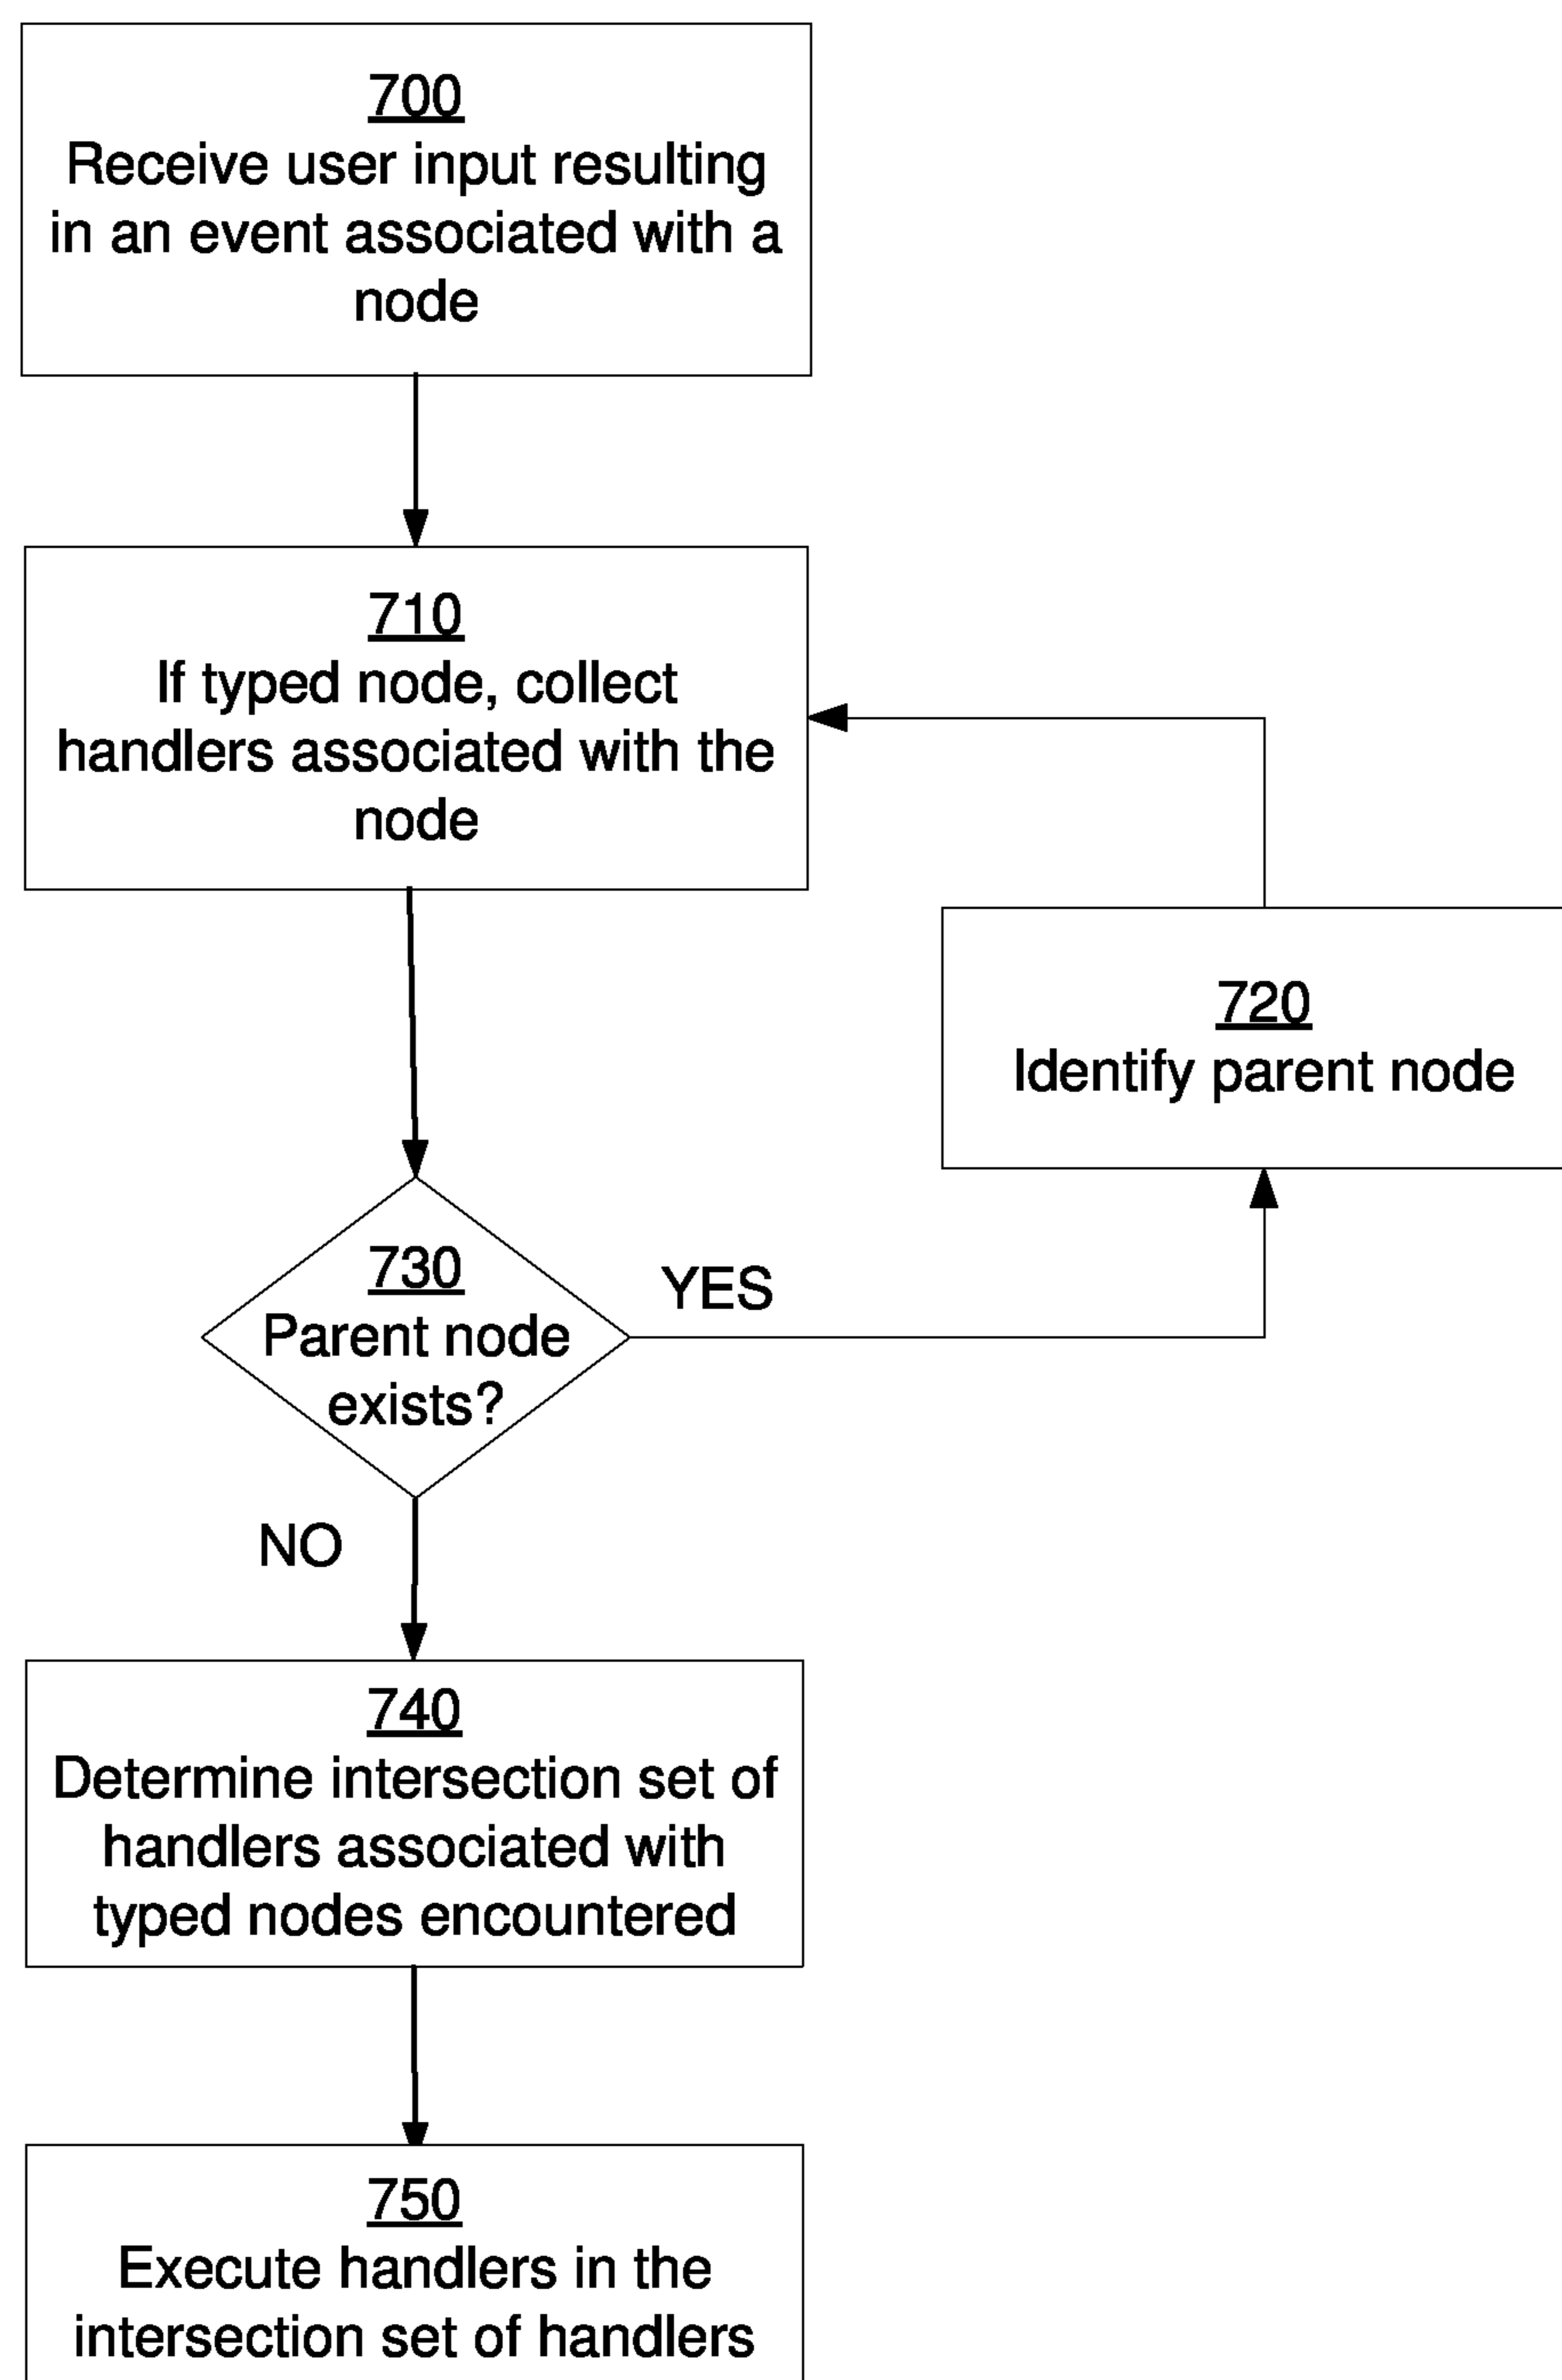 700
Receive user input resulting
in an event associated with a
node
710
If typed node, collect
handlers associated with the
node
720
Identify parent node
730
Parent node
exists?
YES
NO
740
Determine intersection set of
handlers associated with
typed nodes encountered
750
Execute handlers in the
intersection set of handlers